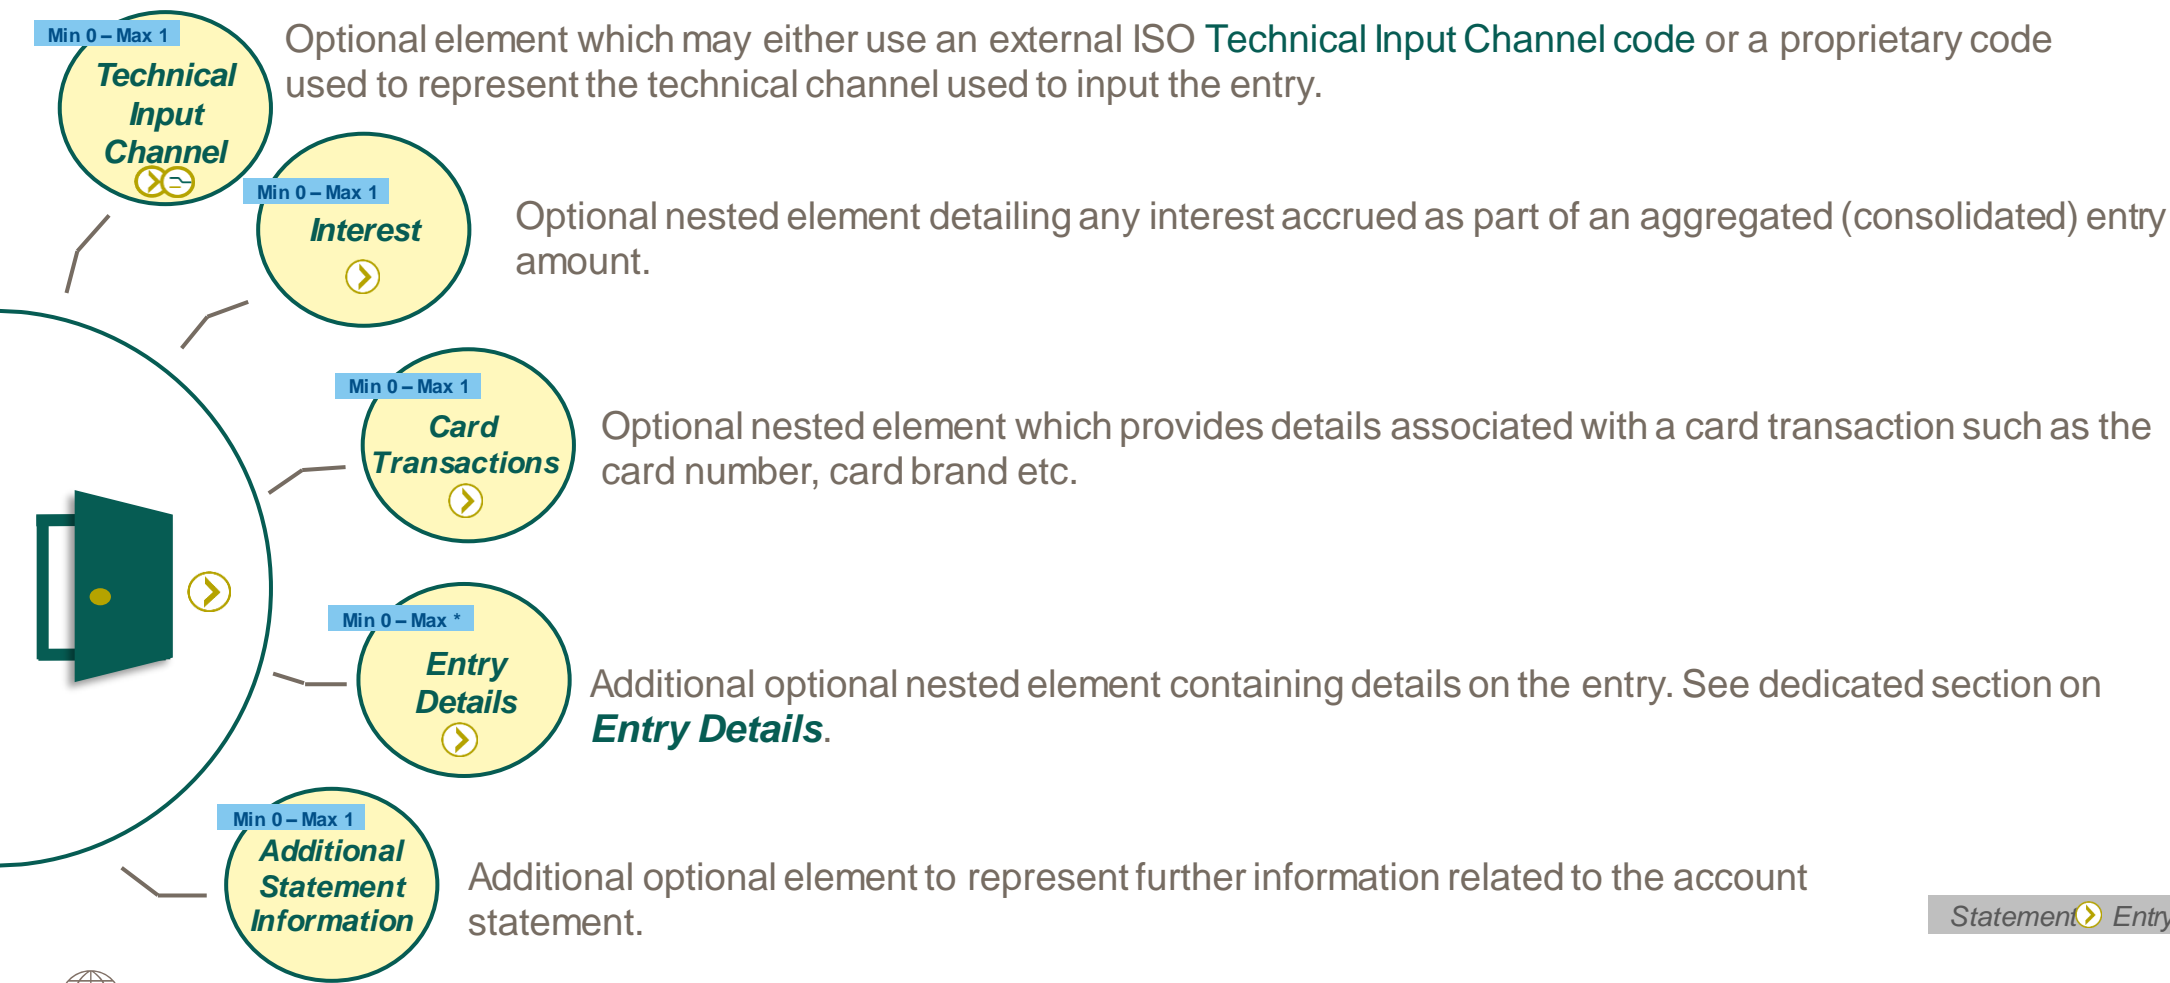 Min 0 – Max 1
Technical
Input
Channel
Optional element which may either use an external ISO Technical Input Channel code or a proprietary code
used to represent the technical channel used to input the entry.
Min 0 – Max 1
Interest
Optional nested element detailing any interest accrued as part of an aggregated (consolidated) entry
amount.
Min 0 – Max 1
Card
Transactions
Optional nested element which provides details associated with a card transaction such as the
card number, card brand etc.
Min 0 – Max *
Entry
Details
Additional optional nested element containing details on the entry. See dedicated section on
Entry Details.
Min 0 – Max 1
Additional
Statement
Information
Additional optional element to represent further information related to the account
statement.
Statement Entry